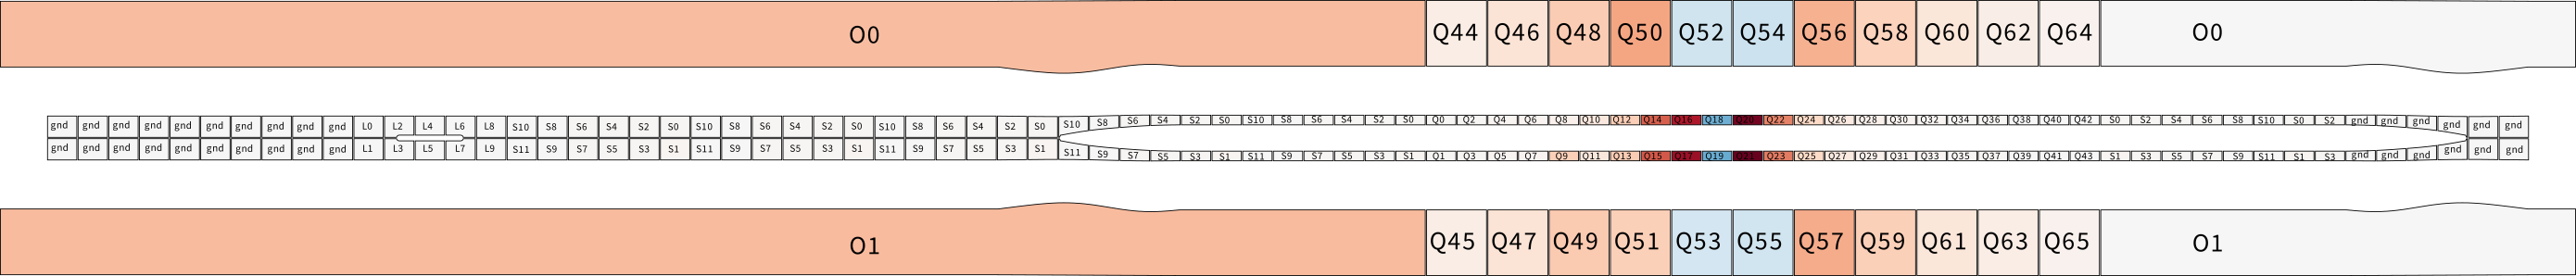 O0 Q44 Q46 Q48 Q50 Q52 Q54 Q56 Q58 Q60 Q62 Q64 O0
gnd gnd gnd gnd gnd gnd gnd gnd gnd gnd L0 L2 L4 L6 L8 S10 S8 S6 S4 S2 S0 S10 S8 S6 S4 S2 S0 S10 S8 S6 S4 S2 S0 S10 S8 S6 S4 S2 S0 S10 S8 S6 S4 S2 S0 Q0 Q2 Q4 Q6 Q8 Q10 Q12 Q14 Q16 Q18 Q20 Q22 Q24 Q26 Q28 Q30 Q32 Q34 Q36 Q38 Q40 Q42 S0 S2 S4 S6 S8 S10 S0 S2 gnd gnd gnd gnd gnd gnd
gnd gnd gnd gnd gnd gnd gnd gnd gnd gnd L1 L3 L5 L7 L9 S11 S9 S7 S5 S3 S1 S11 S9 S7 S5 S3 S1 S11 S9 S7 S5 S3 S1 S11 S9 S7 S5 S3 S1 S11 S9 S7 S5 S3 S1 Q1 Q3 Q5 Q7 Q9 Q11 Q13 Q15 Q17 Q19 Q21 Q23 Q25 Q27 Q29 Q31 Q33 Q35 Q37 Q39 Q41 Q43 S1 S3 S5 S7 S9 S11 S1 S3 gnd gnd gnd gnd gnd gnd
O1 Q45 Q47 Q49 Q51 Q53 Q55 Q57 Q59 Q61 Q63 Q65 O1